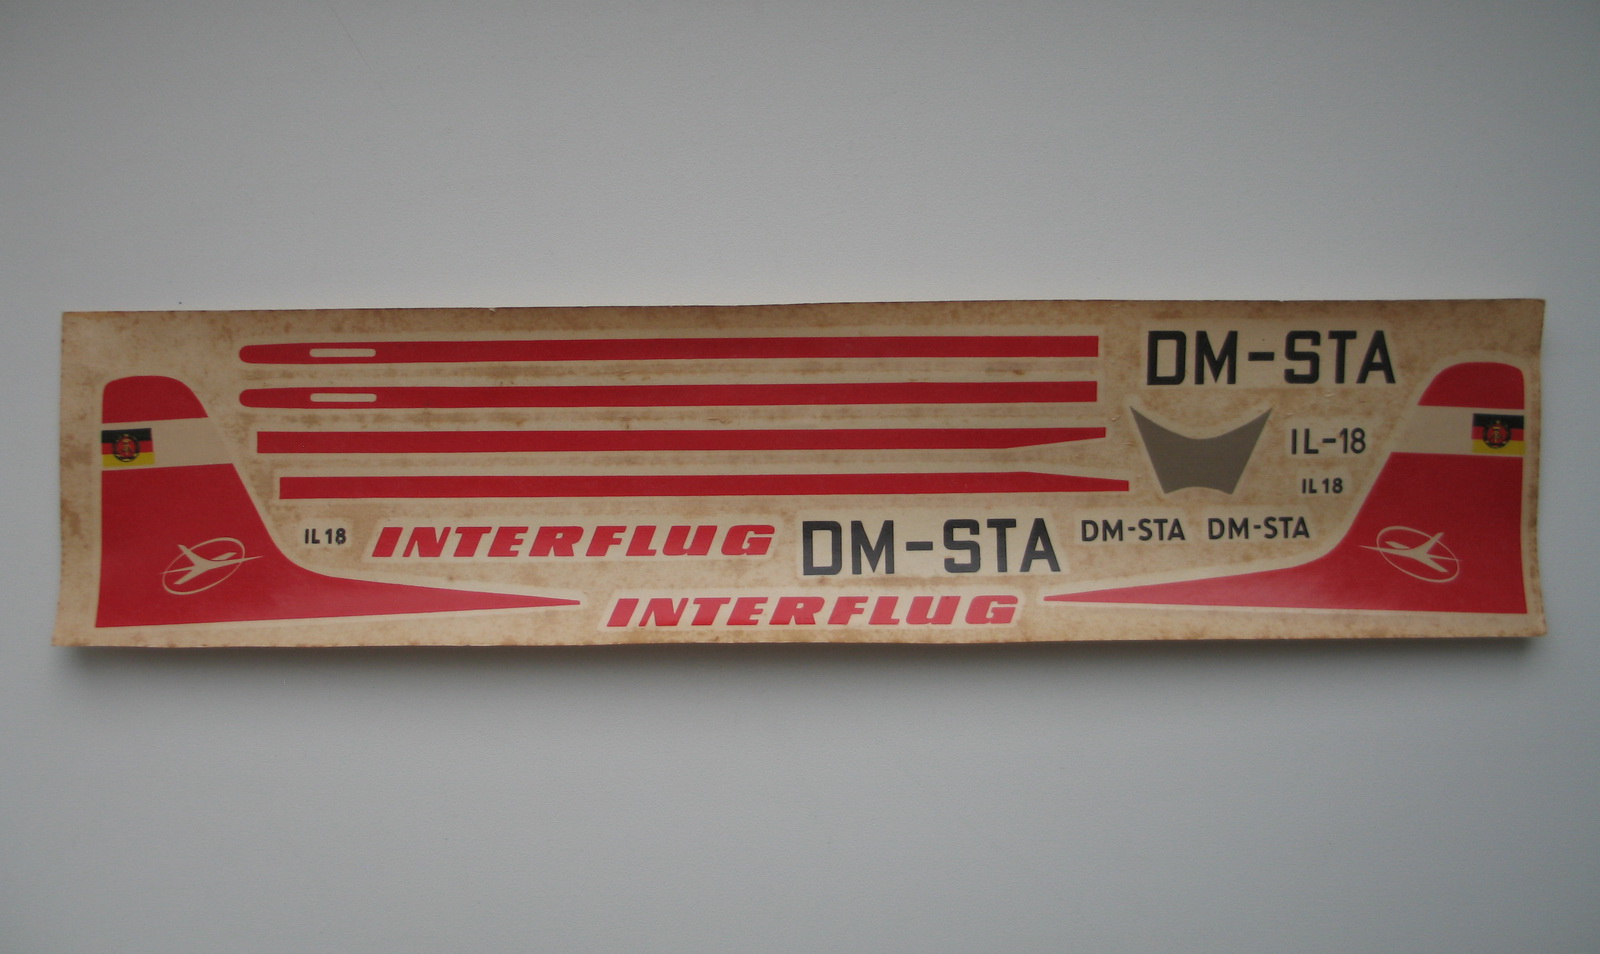 DM-STA
IL-18
IL 18
IL 18 INTERFLUG DM-STA DM-STA DM-STA
INTERFLUG